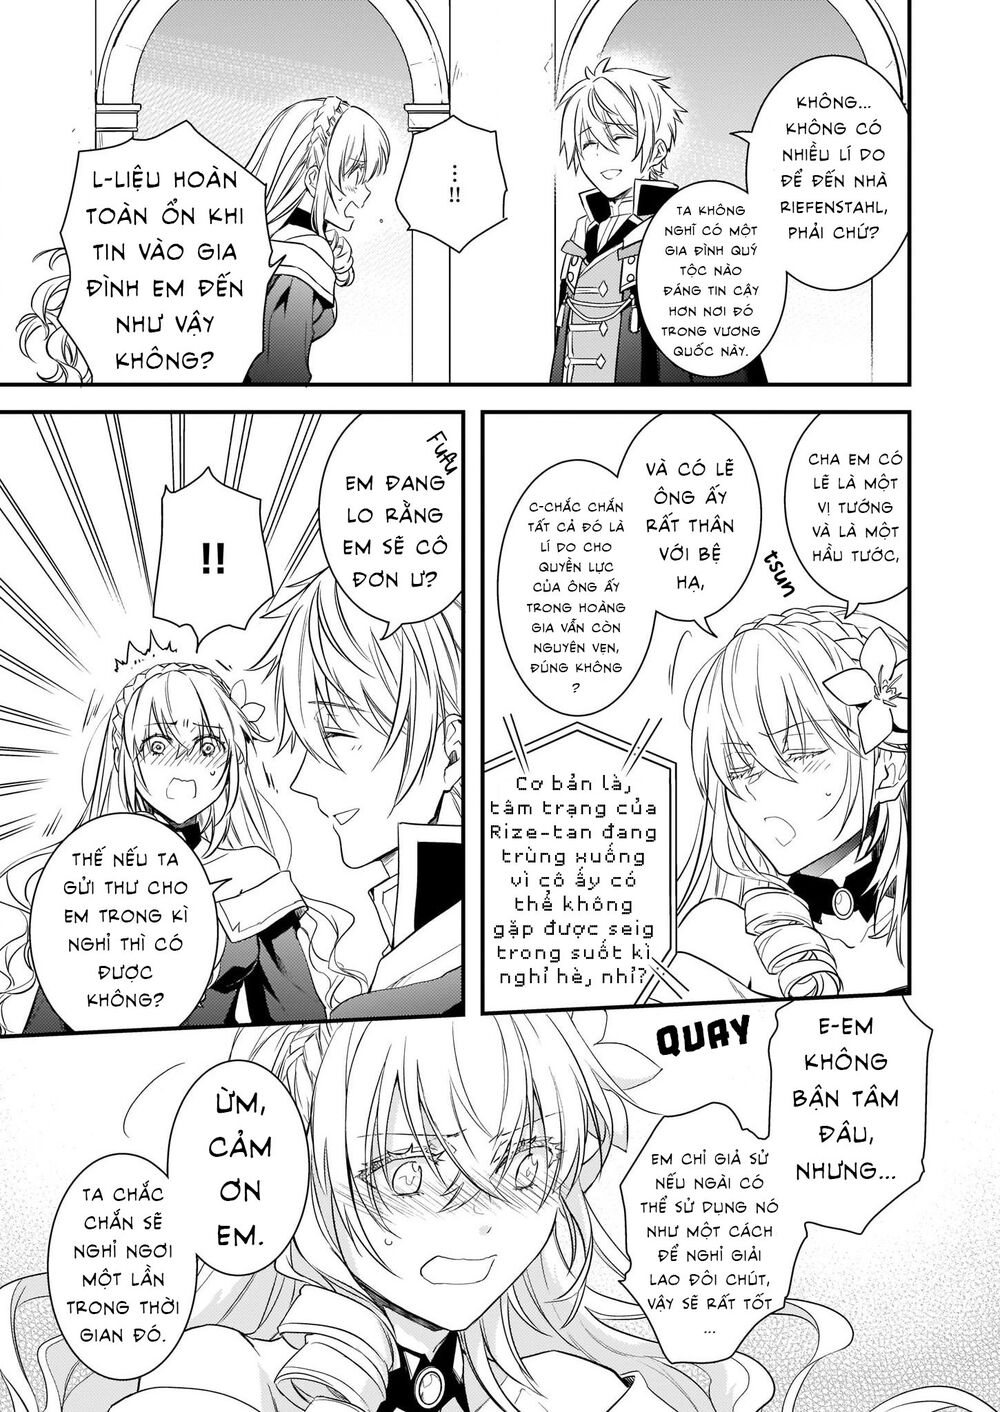 KHÔNG...
KHÔNG CÓ
NHIỀU LÍ DO
ĐỂ ĐẾN NHÀ
RIEFENSTAHL,
PHẢI CHỨ?
TA KHÔNG
NGHĨ CÓ MỘT
GIA ĐÌNH QUÝ
TỘC NÀO
ĐÁNG TIN CẬY
HƠN NƠI ĐÓ
TRONG VƯƠNG
QUỐC NÀY.
...!!
L-LIỆU HOÀN
TOÀN ỔN KHI
TIN VÀO GIA
ĐÌNH EM ĐẾN
NHƯ VẬY
KHÔNG?
CHA EM CÓ
LẼ LÀ MỘT
VỊ TƯỚNG
VÀ LÀ MỘT
HẦU TƯỚC,
tsun
VÀ CÓ LẼ
ÔNG ẤY
RẤT THÂN
VỚI BỆ
HẠ,
C-CHẮC CHẮN
TẤT CẢ ĐÓ LÀ
LÍ DO CHO
QUYỀN LỰC
CỦA ÔNG ẤY
TRONG HOÀNG
GIA VẪN CÒN
NGUYÊN VẸN,
ĐÚNG KHÔNG
?
Cơ bản là,
tâm trạng của
Rize-tan đang
trùng xuống
vì cô ấy có
thể không
gặp được seig
trong suốt kì
nghỉ hè, nhỉ?
Fufu
EM ĐANG
LO RẰNG
EM SẼ CÔ
ĐƠN Ư?
!!
THẾ NẾU TA
GỬI THƯ CHO
EM TRONG KÌ
NGHỈ THÌ CÓ
ĐƯỢC
KHÔNG?
QUAY
E-EM
KHÔNG
BẬN TÂM
ĐÂU,
NHƯNG...
EM CHỈ GIẢ SỬ
NẾU NGÀI CÓ
THỂ SỬ DỤNG NÓ
NHƯ MỘT CÁCH
ĐỂ NGHỈ GIẢI
LAO ĐÔI CHÚT,
VẬY SẼ RẤT TỐT
...
ỪM,
CẢM
ƠN
EM.
TA CHẮC
CHẮN SẼ
NGHỈ NGƠI
MỘT LẦN
TRONG THỜI
GIAN ĐÓ.